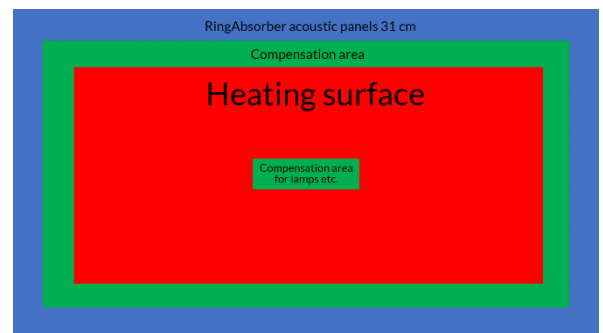 RingAbsorber acoustic panels 31 cm
Compensation area
Heating surface
Compensation area
for lamps etc.